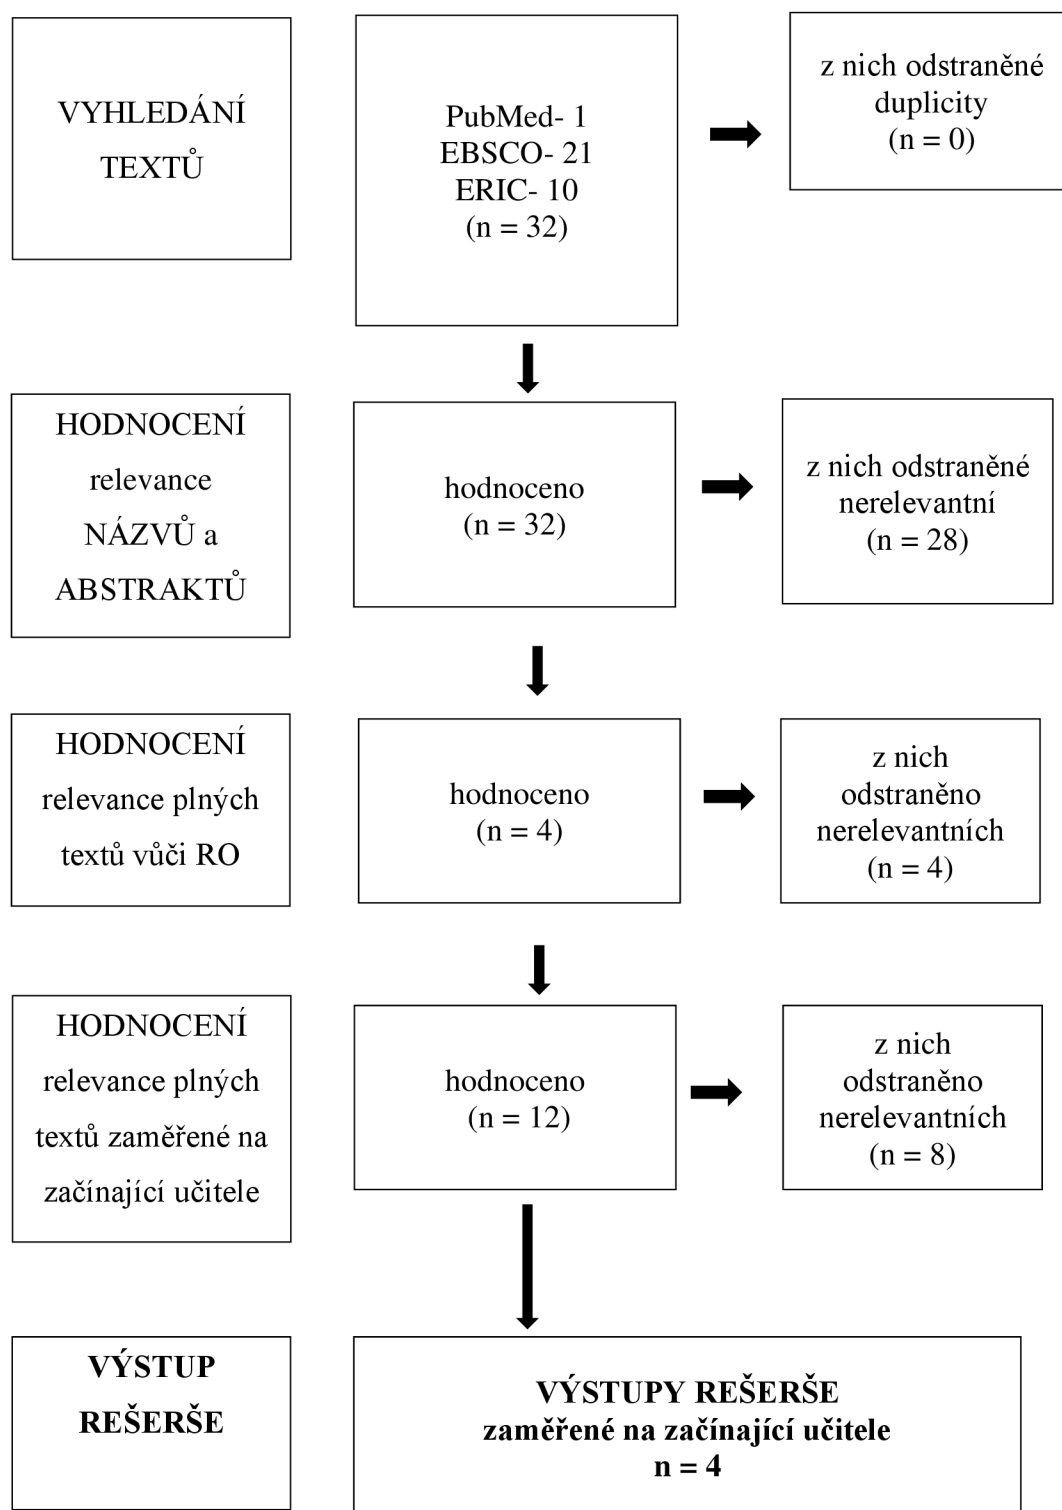 VYHLEDÁNÍ
TEXTŮ
PubMed- 1
EBSCO- 21
ERIC- 10
(n = 32)
z nich odstraněné
duplicity
(n = 0)
HODNOCENÍ
relevance
NÁZVŮ a
ABSTRAKTŮ
hodnoceno
(n = 32)
z nich odstraněné
nerelevantní
(n = 28)
HODNOCENÍ
relevance plných
textů vůči RO
hodnoceno
(n = 4)
z nich
odstraněno
nerelevantních
(n = 4)
HODNOCENÍ
relevance plných
textů zaměřené na
začínající učitele
hodnoceno
(n = 12)
z nich
odstraněno
nerelevantních
(n = 8)
VÝSTUP
REŠERŠE
VÝSTUPY REŠERŠE
zaměřené na začínající učitele
n = 4